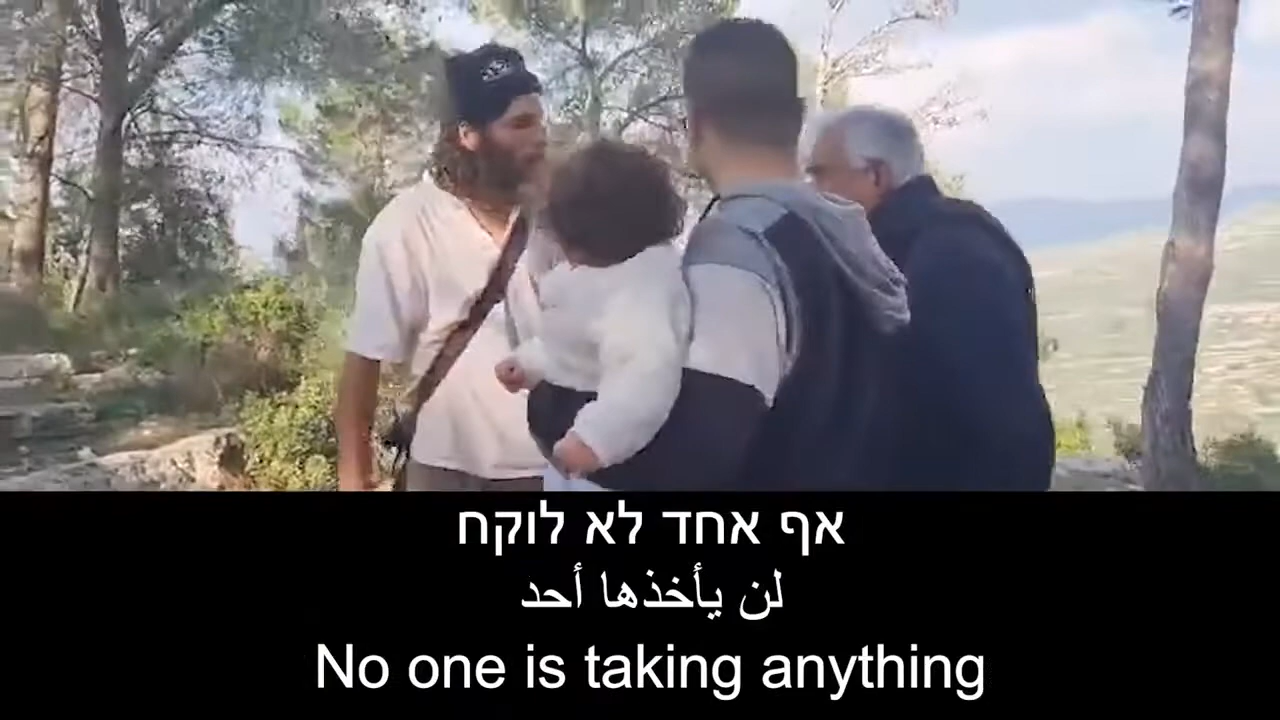 אף אחד לא לוקח
لن يأخذها أحد
No one is taking anything